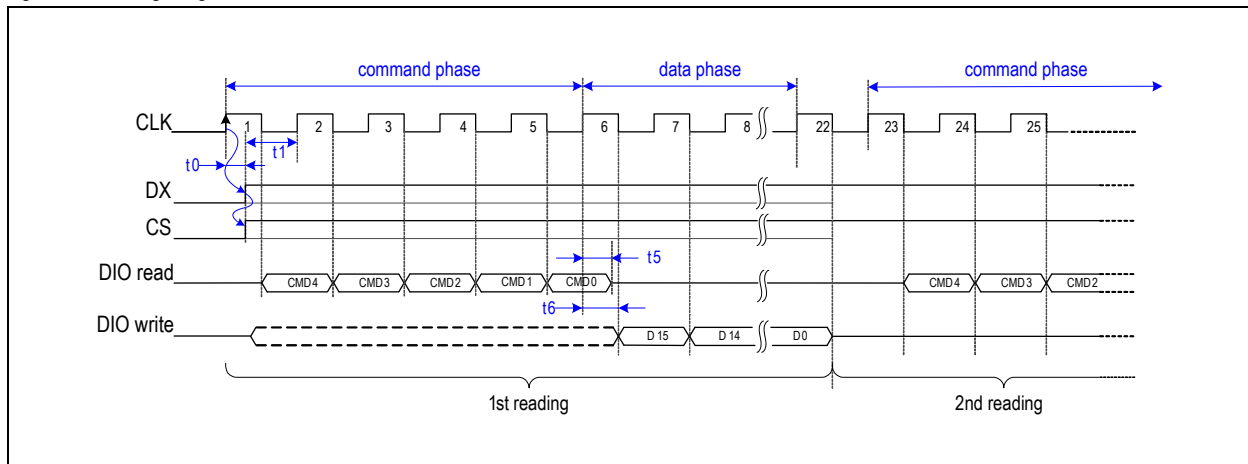 command phase data phase command phase
CLK 1 2 3 4 5 6 7 8 22 23 24 25
t1
t0
DX
CS
t5
DIO read CMD4 CMD3 CMD2 CMD1 CMD0 CMD4 CMD3 CMD2
t6
DIO write D 15 D 14 D0
1st reading 2nd reading